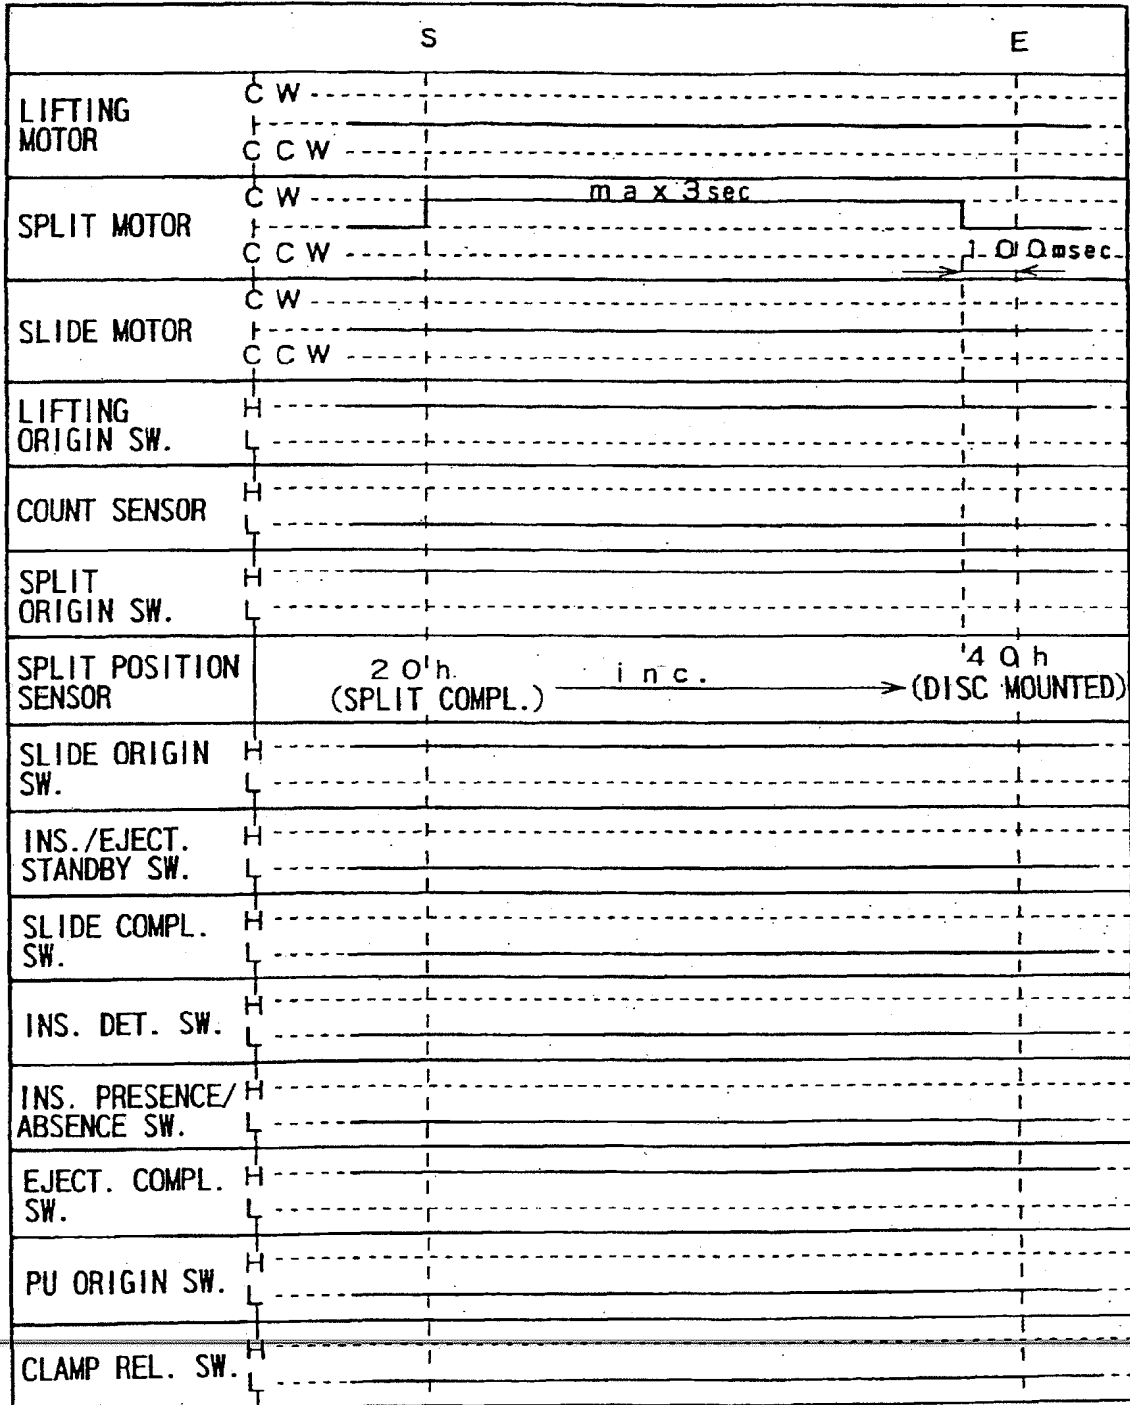 S
E
LIFTING
MOTOR
CW
CCW
SPLIT MOTOR
CW
max 3sec
CCW
100msec
SLIDE MOTOR
CW
CCW
LIFTING
ORIGIN SW.
H
L
COUNT SENSOR
H
L
SPLIT
ORIGIN SW.
H
L
SPLIT POSITION
SENSOR
20h
(SPLIT COMPL.)
inc.
40h
(DISC MOUNTED)
SLIDE ORIGIN
SW.
H
L
INS./EJECT.
STANDBY SW.
H
L
SLIDE COMPL.
SW.
H
L
INS. DET. SW.
H
L
INS. PRESENCE/
ABSENCE SW.
H
L
EJECT. COMPL.
SW.
H
L
PU ORIGIN SW.
H
L
CLAMP REL. SW.
H
L